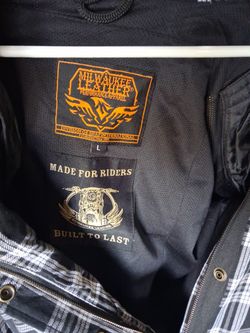 MILWAUKEE
LEATHER
L
MADE FOR RIDERS
BUILT TO LAST